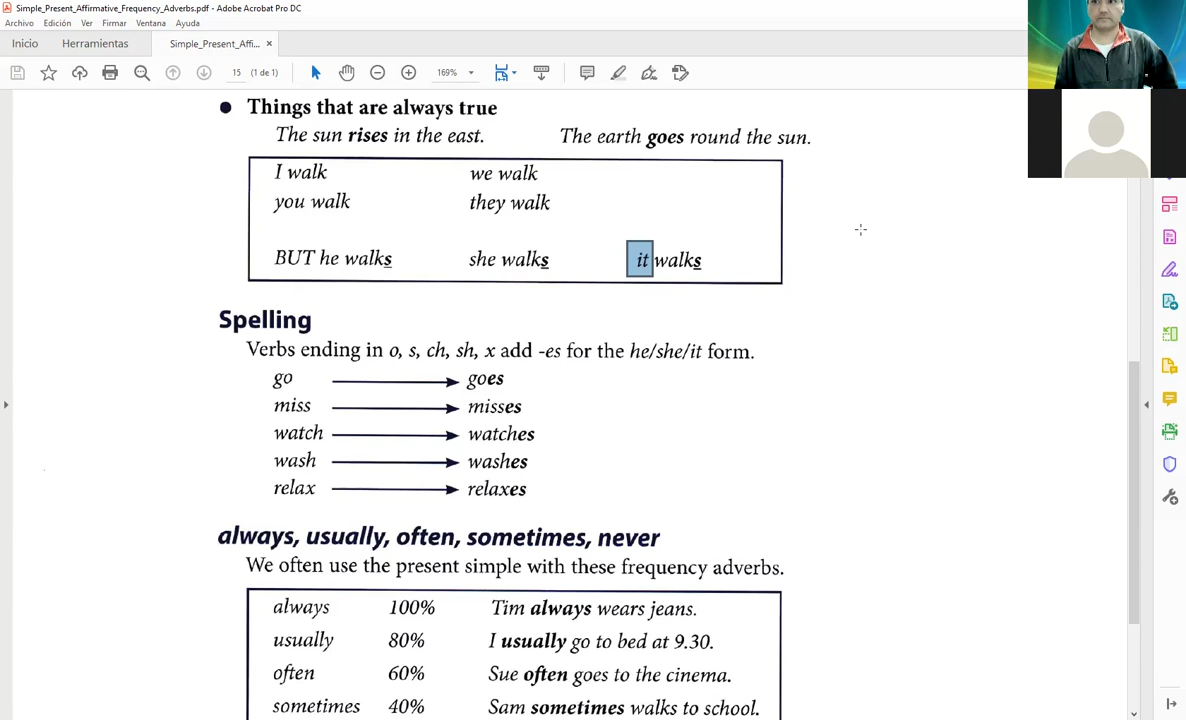 Simple_Present_Affirmative_Frequency_Adverbs.pdf - Adobe Acrobat Pro DC
Archivo Edición Ver Firmar Ventana Ayuda
Inicio Herramientas Simple_Present_Affi... ×
15 (1 de 1) 169%
Things that are always true
The sun rises in the east. The earth goes round the sun.
I walk we walk
you walk they walk
BUT he walks she walks it walks
Spelling
Verbs ending in o, s, ch, sh, x add -es for the he/she/it form.
go goes
miss misses
watch watches
wash washes
relax relaxes
always, usually, often, sometimes, never
We often use the present simple with these frequency adverbs.
always 100% Tim always wears jeans.
usually 80% I usually go to bed at 9.30.
often 60% Sue often goes to the cinema.
sometimes 40% Sam sometimes walks to school.